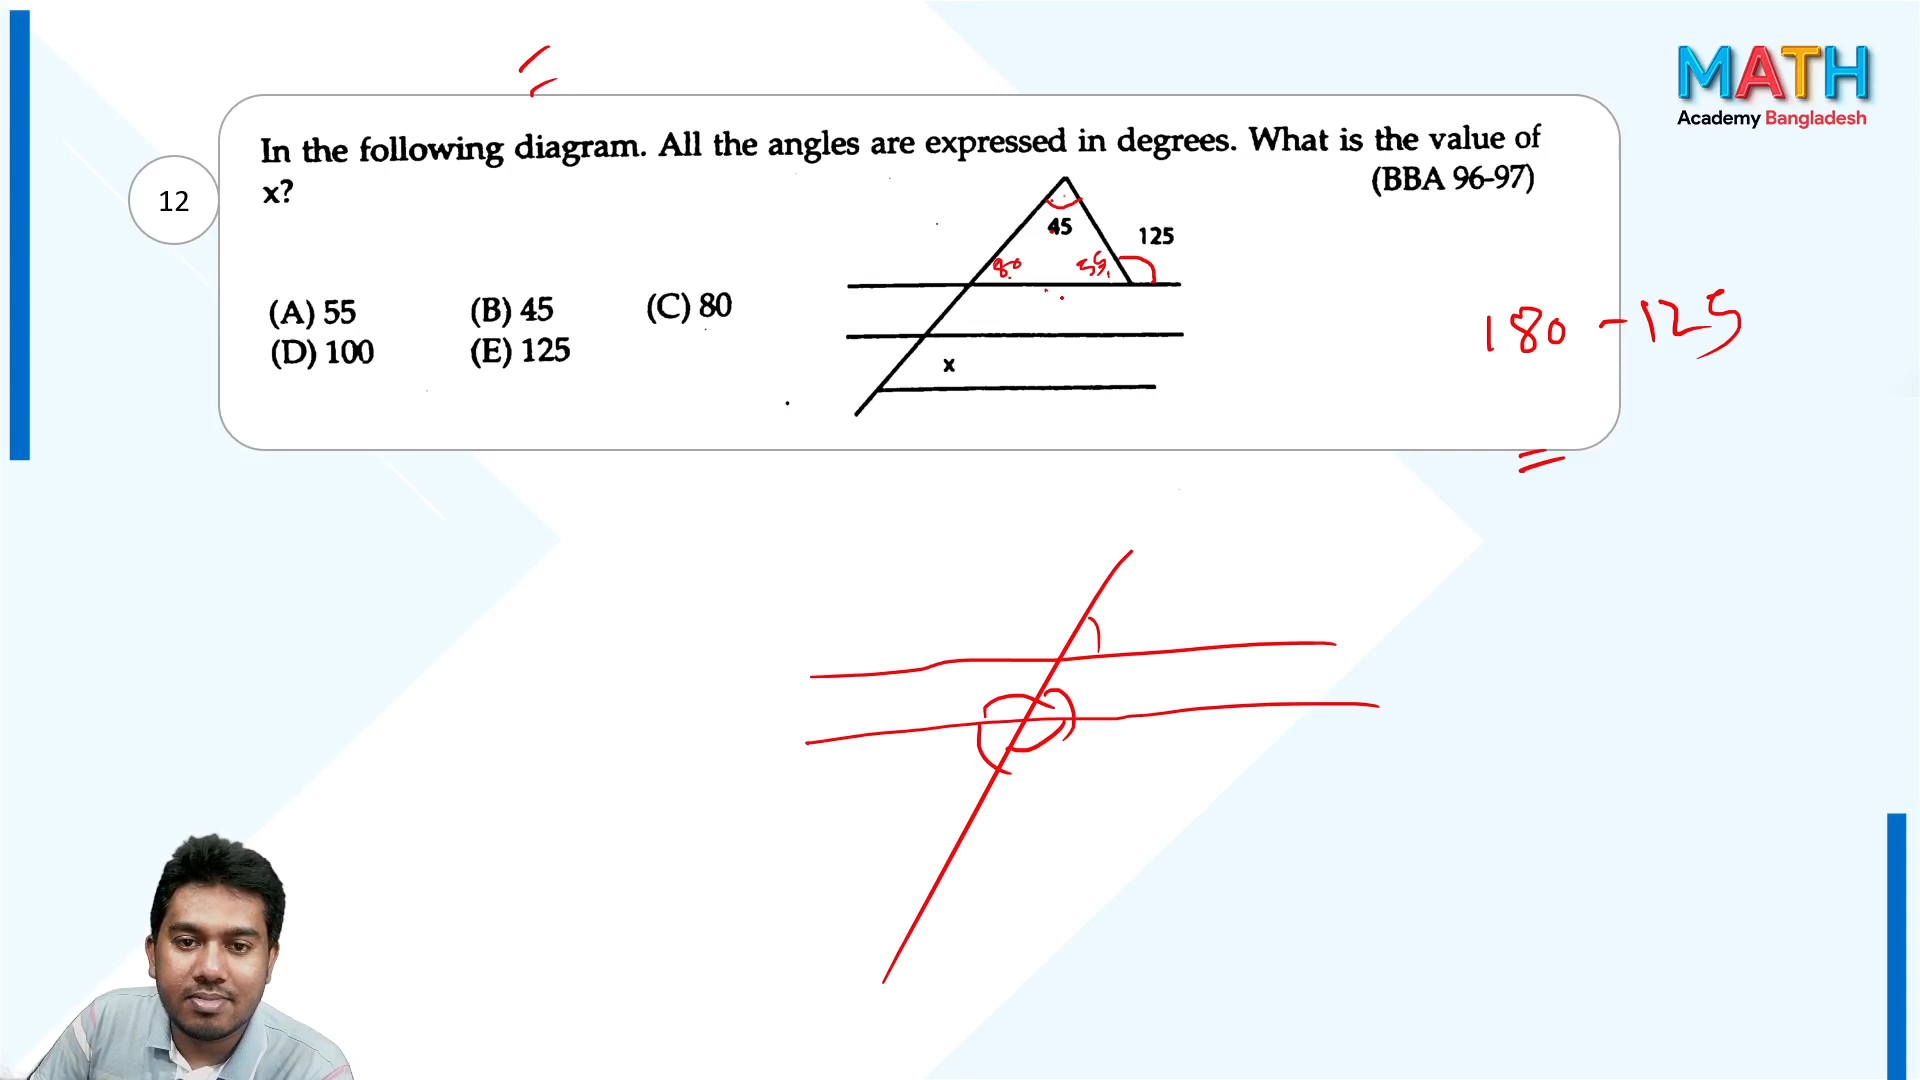 MATH
Academy Bangladesh
12
In the following diagram. All the angles are expressed in degrees. What is the value of
x?
(BBA 96-97)
45
125
80
55
(A) 55 (B) 45 (C) 80
(D) 100 (E) 125
x
180 - 125